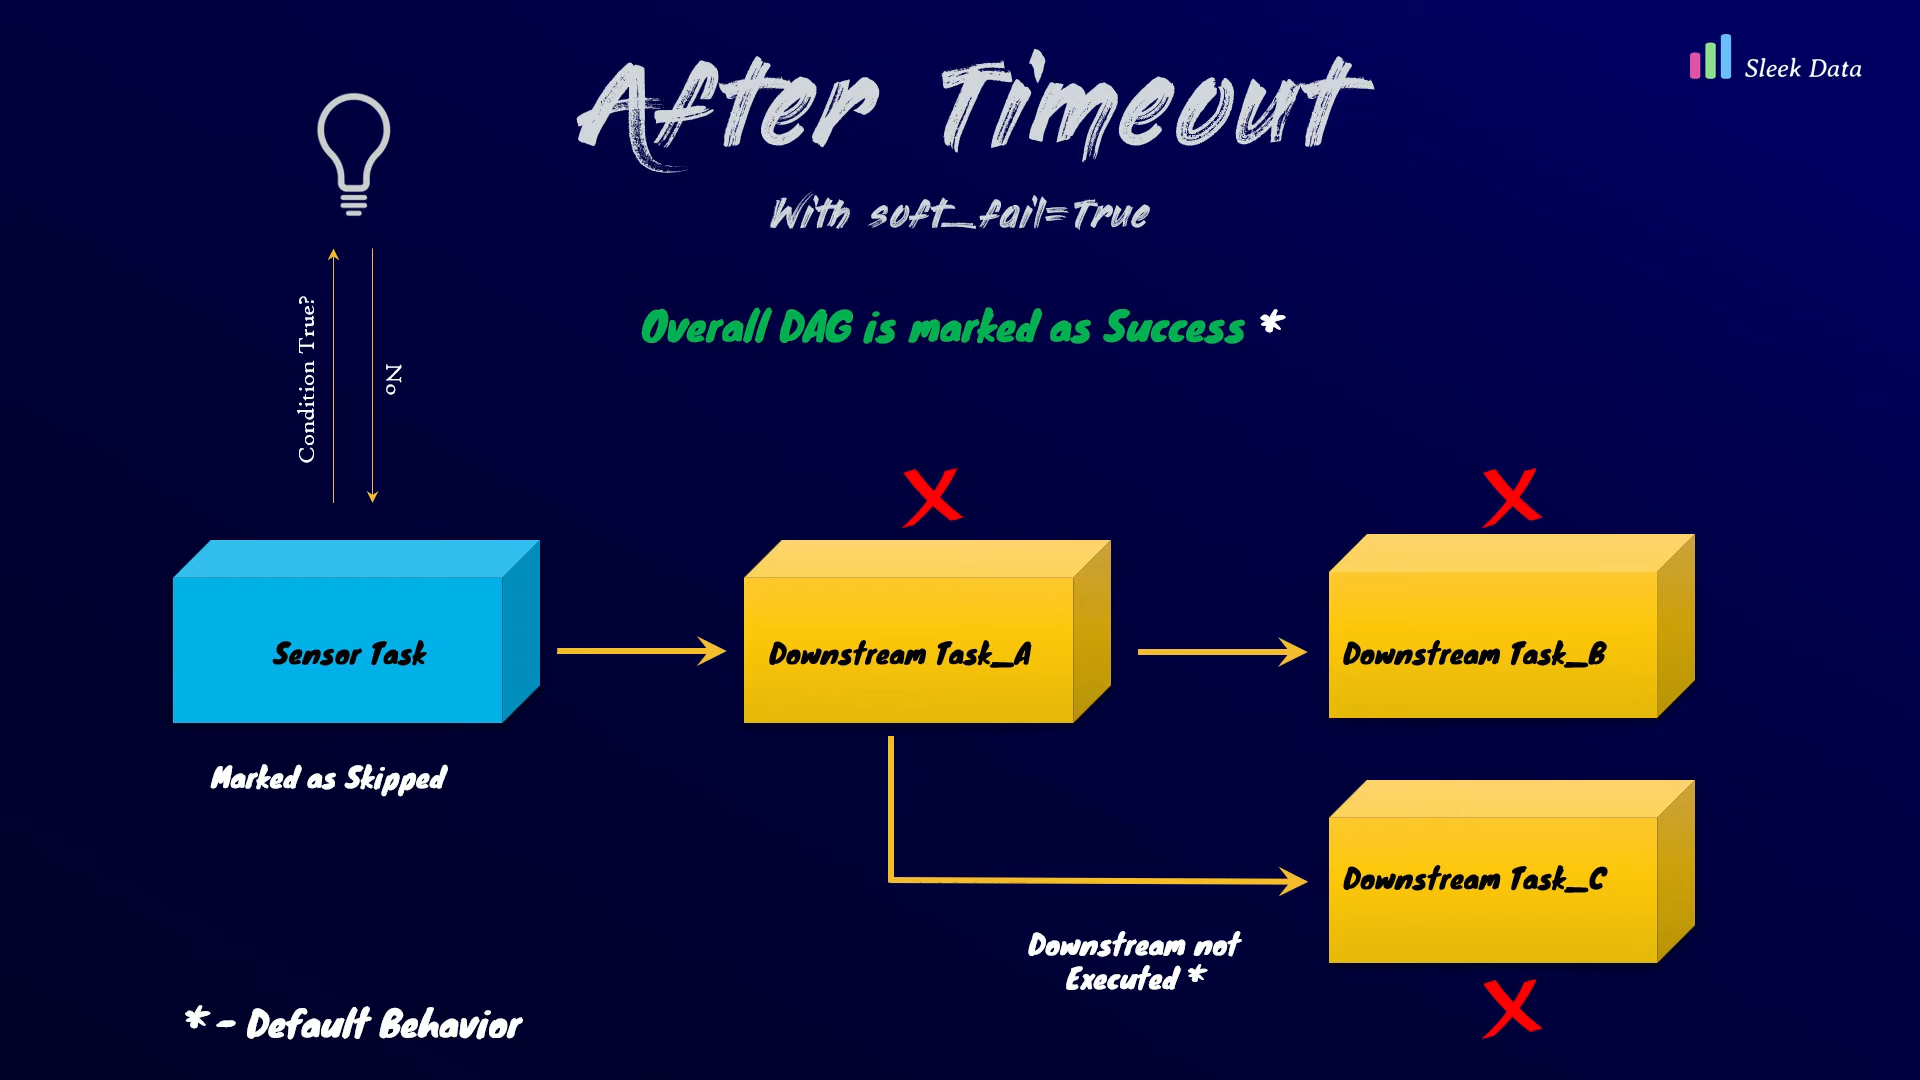 After Timeout
Sleek Data
With soft_fail=True
Overall DAG is marked as Success *
Condition True?
No
Sensor Task
Downstream Task_A
Downstream Task_B
Marked as Skipped
Downstream Task_C
Downstream not
Executed *
* - Default Behavior